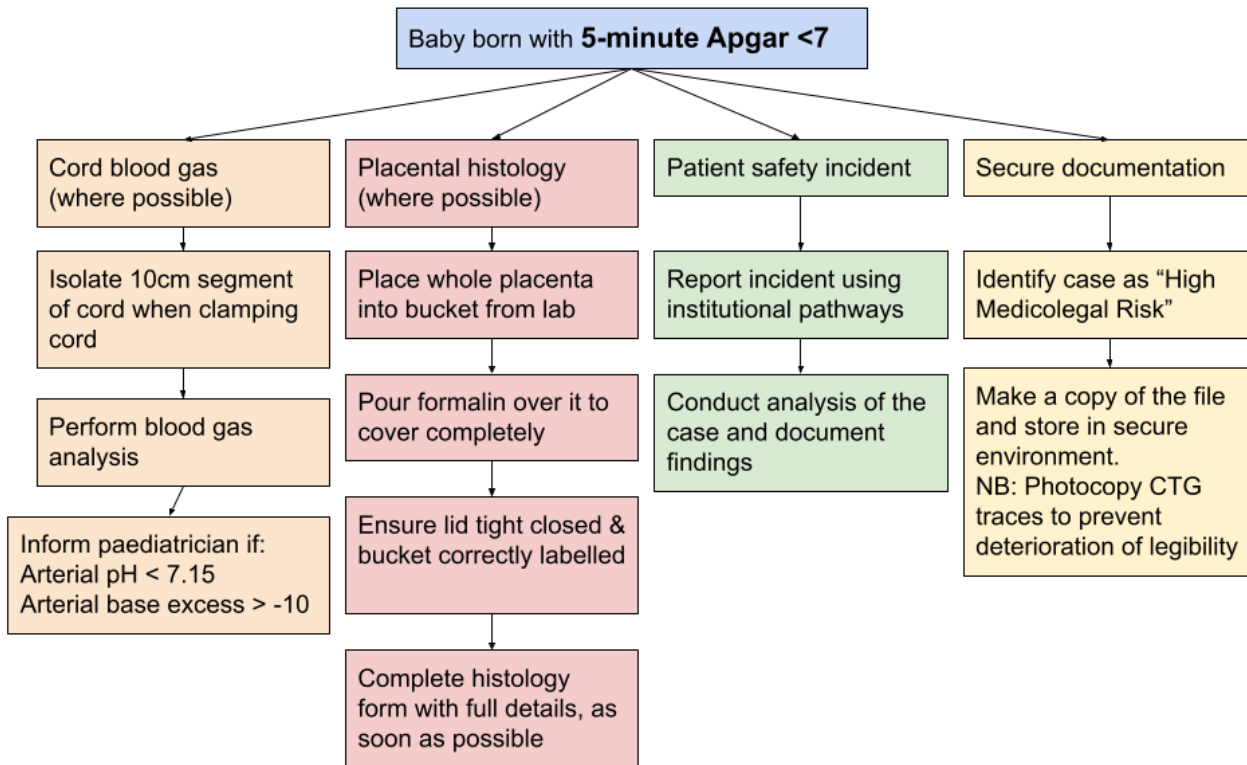 Baby born with 5-minute Apgar <7
Cord blood gas
(where possible)
Isolate 10cm segment
of cord when clamping
cord
Perform blood gas
analysis
Inform paediatrician if:
Arterial pH < 7.15
Arterial base excess > -10
Placental histology
(where possible)
Place whole placenta
into bucket from lab
Pour formalin over it to
cover completely
Ensure lid tight closed &
bucket correctly labelled
Complete histology
form with full details, as
soon as possible
Patient safety incident
Report incident using
institutional pathways
Conduct analysis of the
case and document
findings
Secure documentation
Identify case as “High
Medicolegal Risk”
Make a copy of the file
and store in secure
environment.
NB: Photocopy CTG
traces to prevent
deterioration of legibility